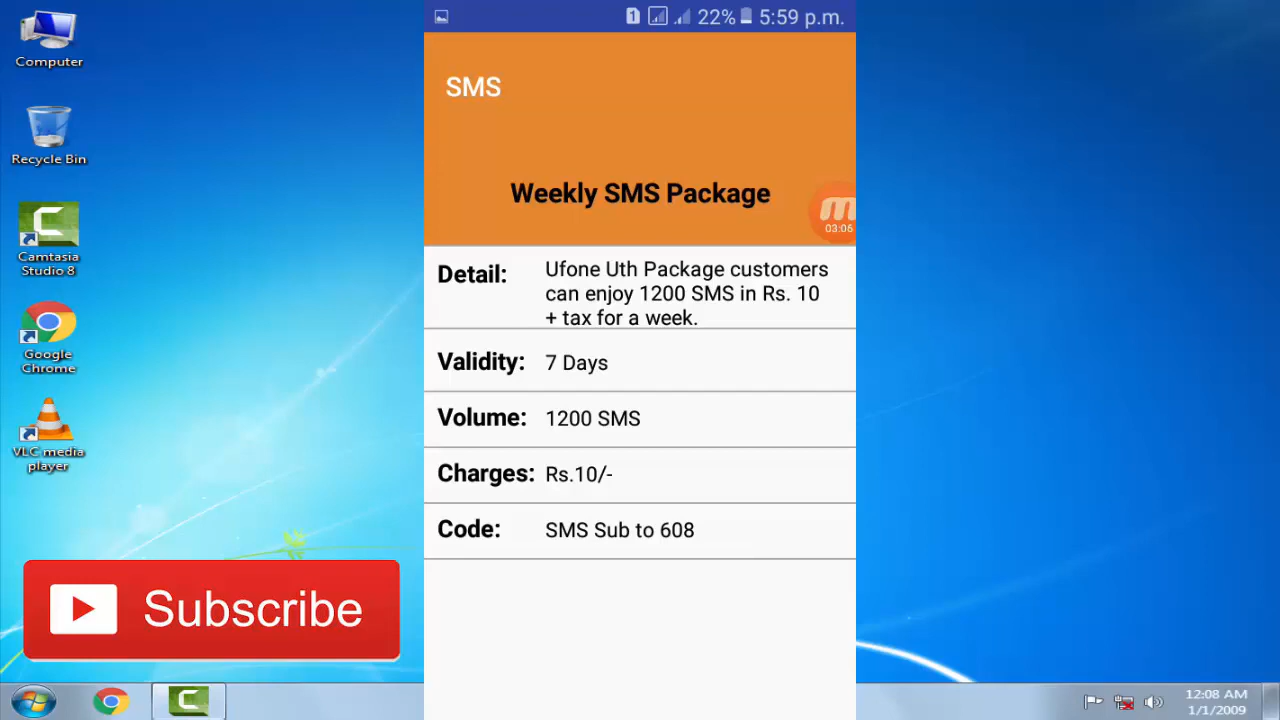 Computer
Recycle Bin
Camtasia
Studio 8
Google
Chrome
VLC media
player
Subscribe
1 22% 5:59 p.m.
SMS
Weekly SMS Package
03:05
Detail: Ufone Uth Package customers
can enjoy 1200 SMS in Rs. 10
+ tax for a week.
Validity: 7 Days
Volume: 1200 SMS
Charges: Rs.10/-
Code: SMS Sub to 608
12:08 AM
1/1/2009